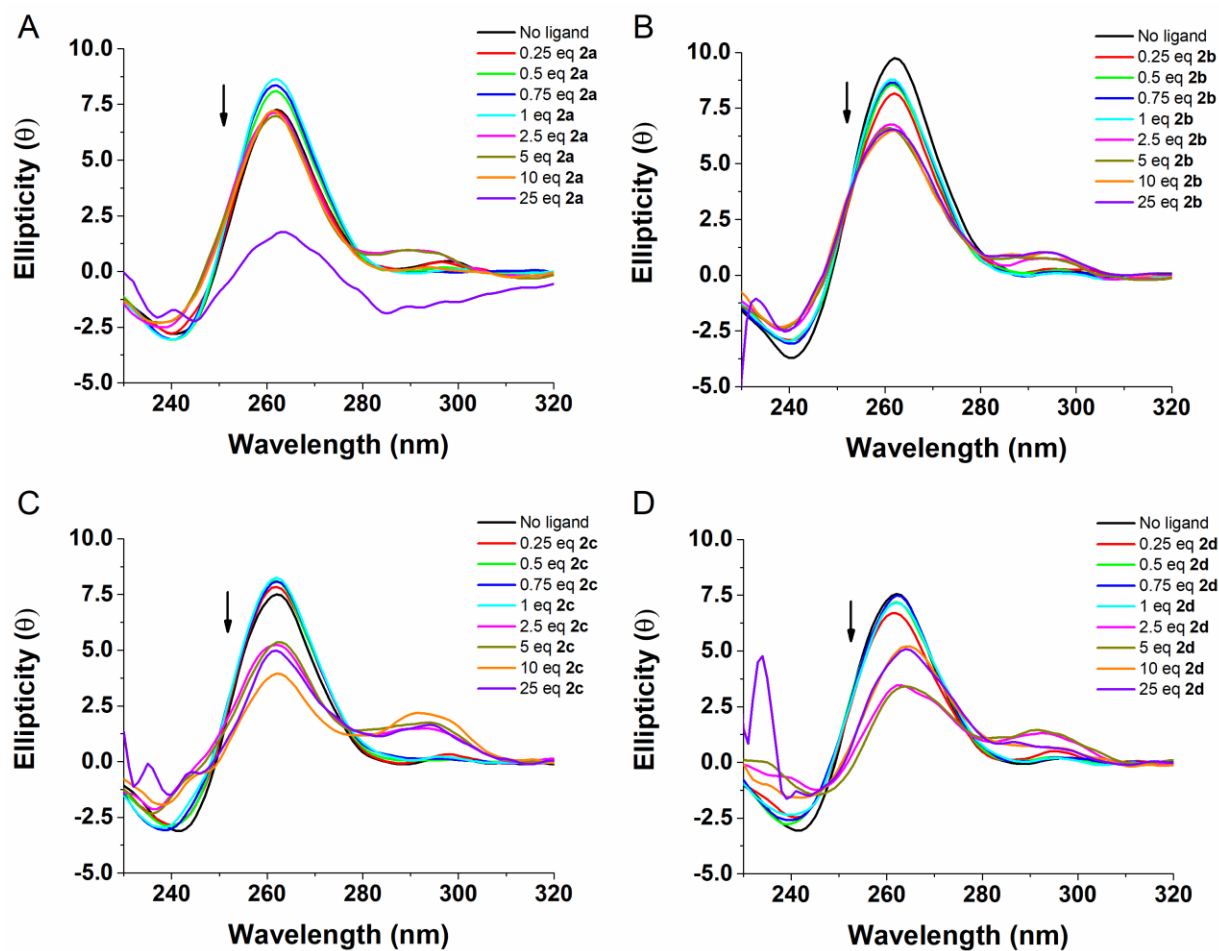 A
10.0
7.5
5.0
2.5
0.0
-2.5
-5.0
Ellipticity (θ)
240 260 280 300 320
Wavelength (nm)
No ligand
0.25 eq 2a
0.5 eq 2a
0.75 eq 2a
1 eq 2a
2.5 eq 2a
5 eq 2a
10 eq 2a
25 eq 2a
B
10.0
7.5
5.0
2.5
0.0
-2.5
-5.0
Ellipticity (θ)
240 260 280 300 320
Wavelength (nm)
No ligand
0.25 eq 2b
0.5 eq 2b
0.75 eq 2b
1 eq 2b
2.5 eq 2b
5 eq 2b
10 eq 2b
25 eq 2b
C
10.0
7.5
5.0
2.5
0.0
-2.5
-5.0
Ellipticity (θ)
240 260 280 300 320
Wavelength (nm)
No ligand
0.25 eq 2c
0.5 eq 2c
0.75 eq 2c
1 eq 2c
2.5 eq 2c
5 eq 2c
10 eq 2c
25 eq 2c
D
10.0
7.5
5.0
2.5
0.0
-2.5
-5.0
Ellipticity (θ)
240 260 280 300 320
Wavelength (nm)
No ligand
0.25 eq 2d
0.5 eq 2d
0.75 eq 2d
1 eq 2d
2.5 eq 2d
5 eq 2d
10 eq 2d
25 eq 2d